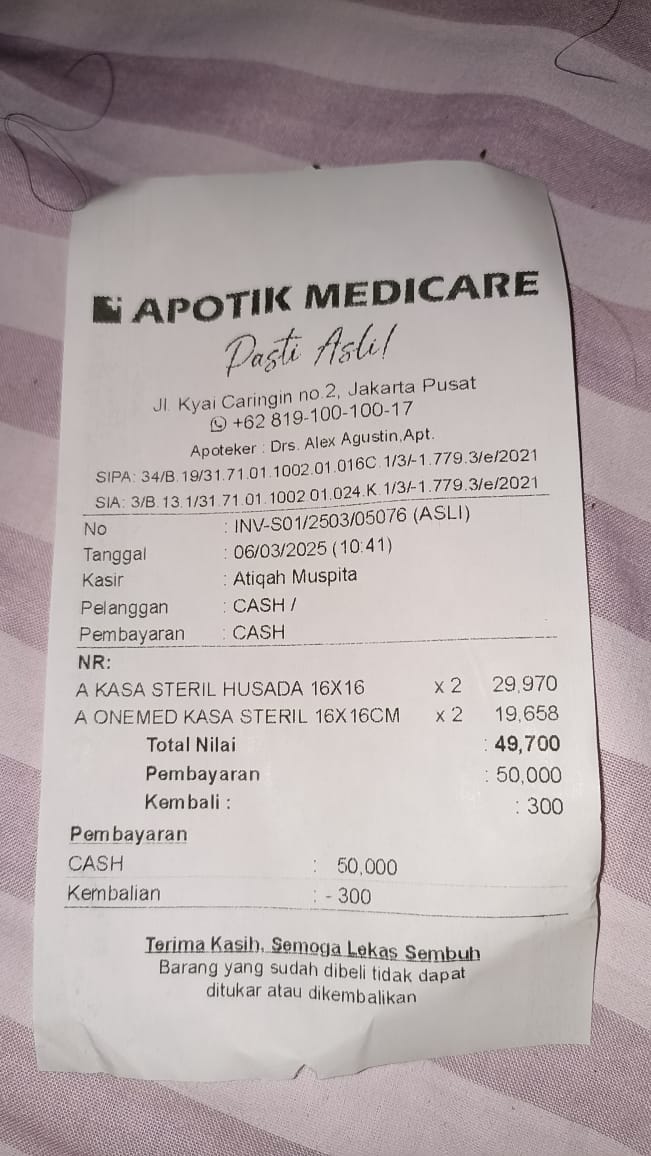 APOTIK MEDICARE
Pasti Asli!
Jl. Kyai Caringin no.2, Jakarta Pusat
+62 819-100-100-17
Apoteker : Drs. Alex Agustin,Apt.
SIPA: 34/B.19/31.71.01.1002.01.016C.1/3/-1.779.3/e/2021
SIA: 3/B.13.1/31.71.01.1002.01.024.K.1/3/-1.779.3/e/2021
No : INV-S01/2503/05076 (ASLI)
Tanggal : 06/03/2025 (10:41)
Kasir : Atiqah Muspita
Pelanggan : CASH /
Pembayaran : CASH
NR:
A KASA STERIL HUSADA 16X16 x 2 29,970
A ONEMED KASA STERIL 16X16CM x 2 19,658
Total Nilai : 49,700
Pembayaran : 50,000
Kembali : : 300
Pembayaran
CASH : 50,000
Kembalian : - 300
Terima Kasih, Semoga Lekas Sembuh
Barang yang sudah dibeli tidak dapat
ditukar atau dikembalikan